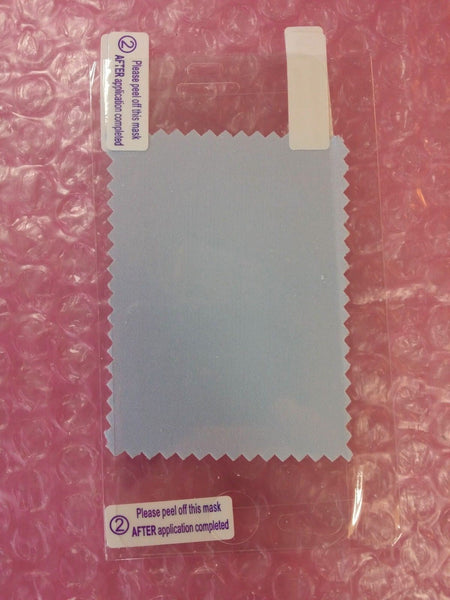 ②
Please peel off this mask
AFTER application completed
②
Please peel off this mask
AFTER application completed